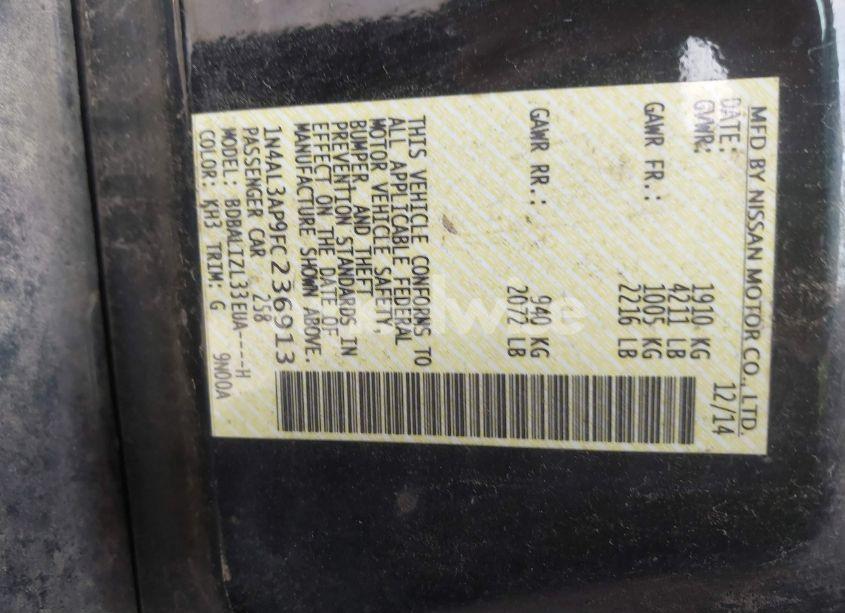 MFD BY NISSAN MOTOR CO., LTD.
DATE: 12/14
GVWR: 1910 KG
4211 LB
GAWR FR.: 1005 KG
2216 LB
GAWR RR.: 940 KG
2072 LB
THIS VEHICLE CONFORMS TO
ALL APPLICABLE FEDERAL
MOTOR VEHICLE SAFETY
BUMPER, AND THEFT
PREVENTION STANDARDS IN
EFFECT ON THE DATE OF
MANUFACTURE SHOWN ABOVE.
1N4AL3AP9FC236913
PASSENGER CAR 258
MODEL: BDBALTZL33EUA----H
COLOR: KH3 TRIM: G 9N00A